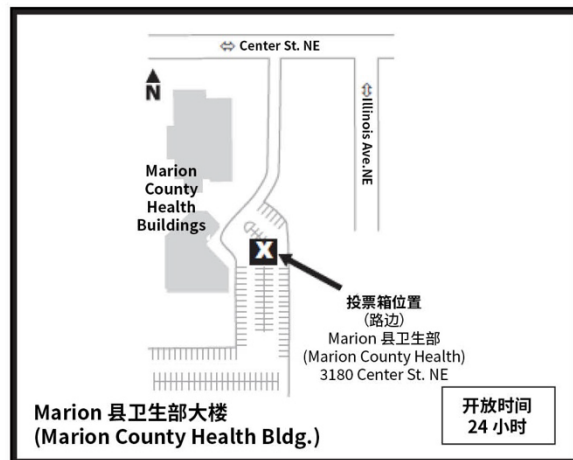 Center St. NE
N
Illinois Ave.NE
Marion
County
Health
Buildings
X
投票箱位置
（路边）
Marion 县卫生部
(Marion County Health)
3180 Center St. NE
Marion 县卫生部大楼
(Marion County Health Bldg.)
开放时间
24 小时